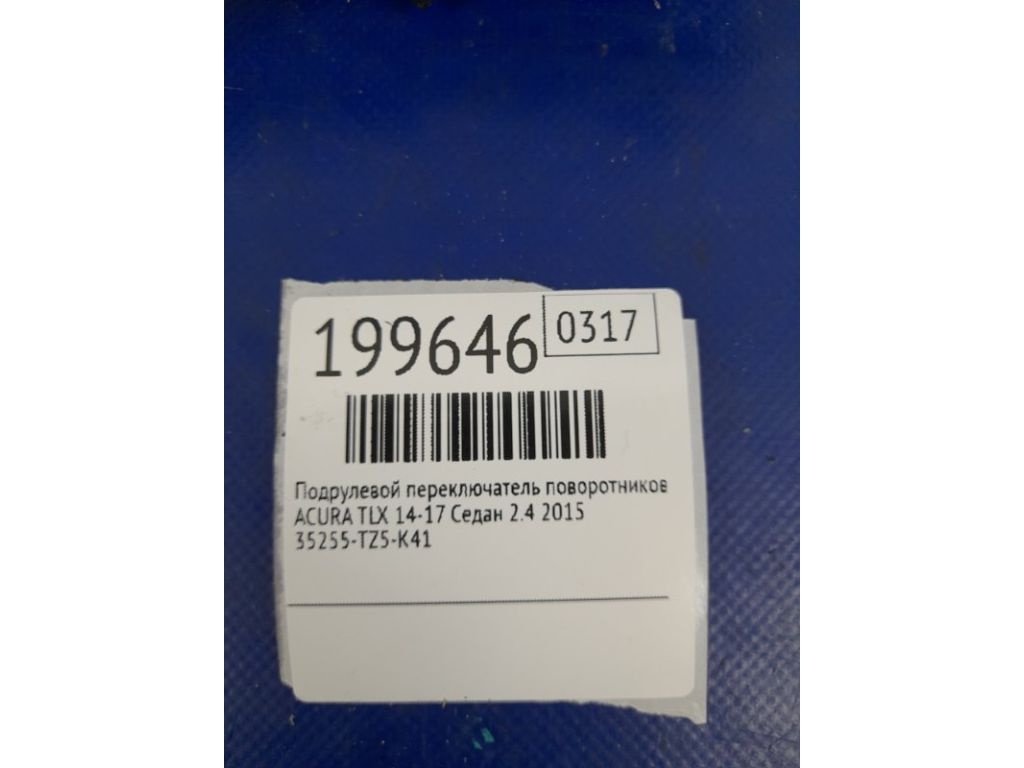 199646
0317
Подрулевой переключатель поворотников
ACURA TLX 14-17 Седан 2.4 2015
35255-TZ5-K41